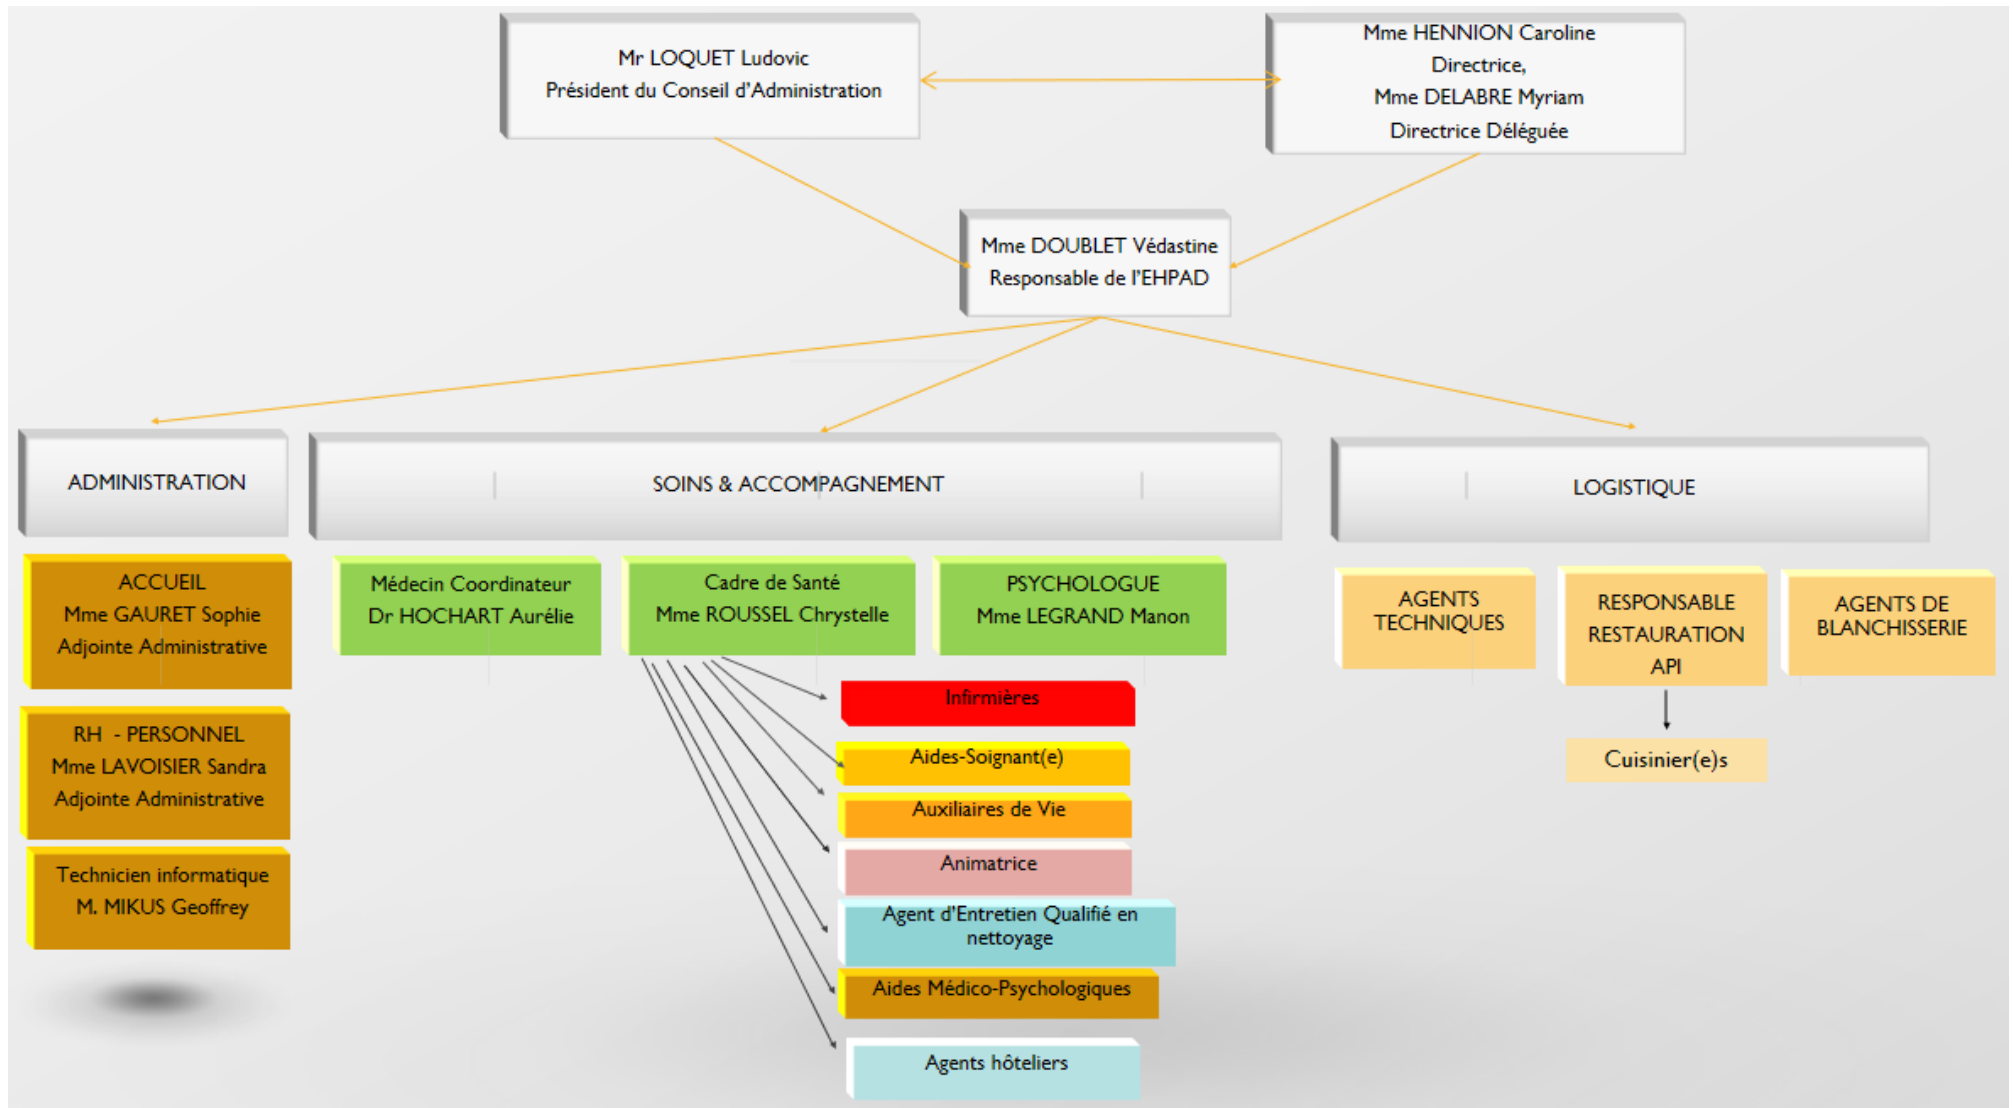 Mr LOQUET Ludovic
Président du Conseil d'Administration
Mme HENNION Caroline
Directrice,
Mme DELABRE Myriam
Directrice Déléguée
Mme DOUBLET Védastine
Responsable de l'EHPAD
ADMINISTRATION
SOINS & ACCOMPAGNEMENT
LOGISTIQUE
ACCUEIL
Mme GAURET Sophie
Adjointe Administrative
RH - PERSONNEL
Mme LAVOISIER Sandra
Adjointe Administrative
Technicien informatique
M. MIKUS Geoffrey
Médecin Coordinateur
Dr HOCHART Aurélie
Cadre de Santé
Mme ROUSSEL Chrystelle
PSYCHOLOGUE
Mme LEGRAND Manon
Infirmières
Aides-Soignant(e)
Auxiliaires de Vie
Animatrice
Agent d'Entretien Qualifié en
nettoyage
Aides Médico-Psychologiques
Agents hôteliers
AGENTS
TECHNIQUES
RESPONSABLE
RESTAURATION
API
Cuisinier(e)s
AGENTS DE
BLANCHISSERIE